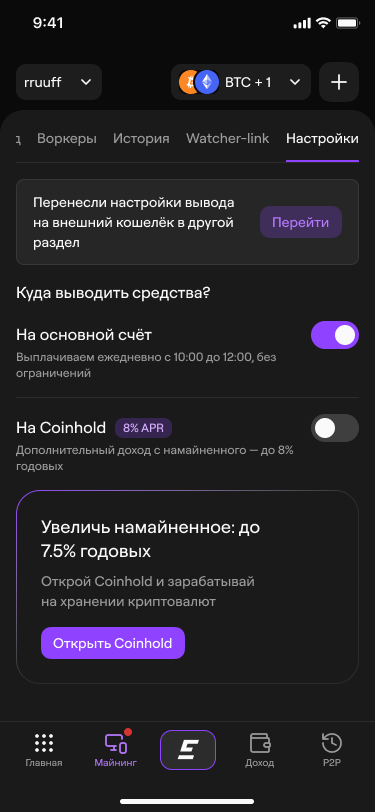 9:41
rruuff
BTC + 1
Воркеры
История
Watcher-link
Настройки
Перенесли настройки вывода
на внешний кошелёк в другой
раздел
Перейти
Куда выводить средства?
На основной счёт
Выплачиваем ежедневно с 10:00 до 12:00, без
ограничений
На Coinhold
8% APR
Дополнительный доход с намайненного — до 8%
годовых
Увеличь намайненное: до
7.5% годовых
Открой Coinhold и зарабатывай
на хранении криптовалют
Открыть Coinhold
Главная
Майнинг
Доход
P2P